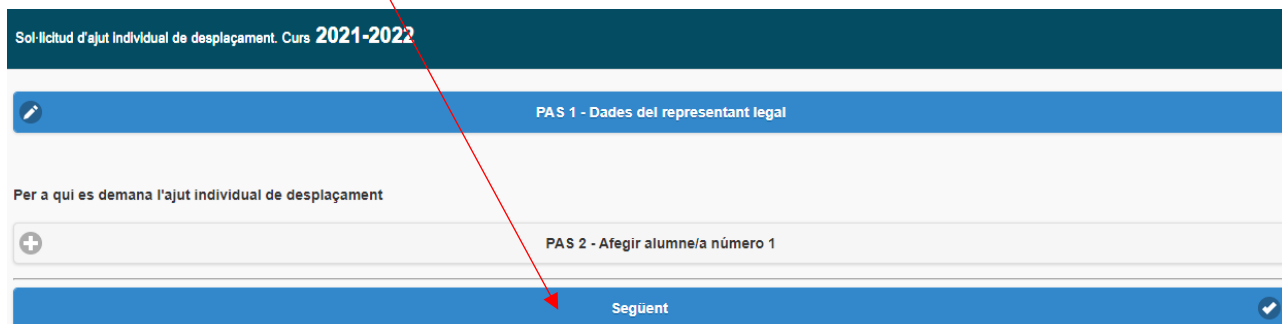 Sol·licitud d'ajut individual de desplaçament. Curs 2021-2022
PAS 1 - Dades del representant legal
Per a qui es demana l'ajut individual de desplaçament
PAS 2 - Afegir alumne/a número 1
Següent